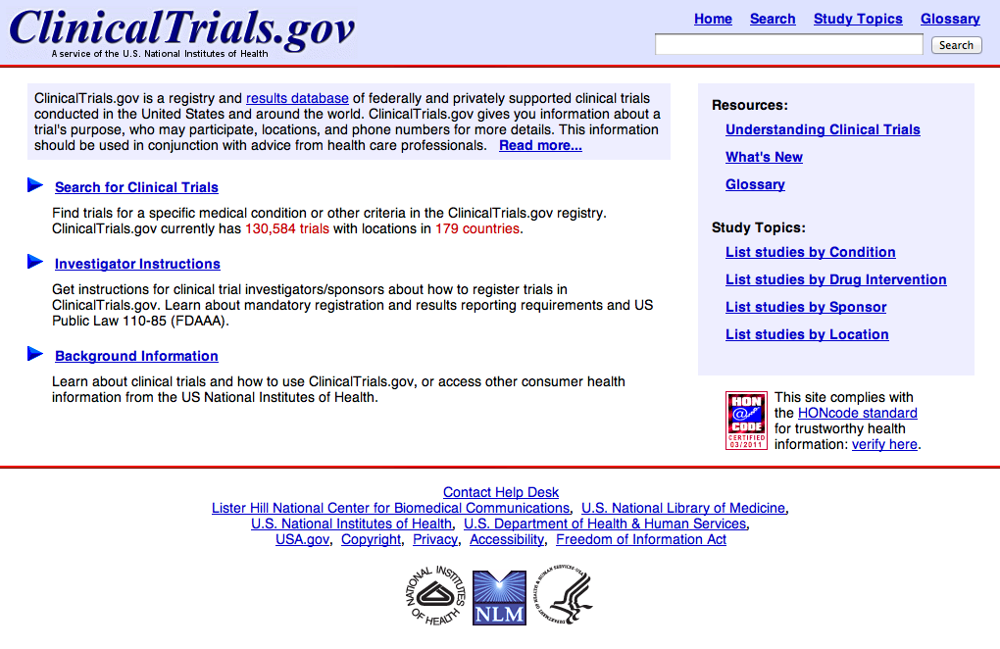 ClinicalTrials.gov
A service of the U.S. National Institutes of Health
Home Search Study Topics Glossary
Search
ClinicalTrials.gov is a registry and results database of federally and privately supported clinical trials
conducted in the United States and around the world. ClinicalTrials.gov gives you information about a
trial's purpose, who may participate, locations, and phone numbers for more details. This information
should be used in conjunction with advice from health care professionals. Read more...
Search for Clinical Trials
Find trials for a specific medical condition or other criteria in the ClinicalTrials.gov registry.
ClinicalTrials.gov currently has 130,584 trials with locations in 179 countries.
Investigator Instructions
Get instructions for clinical trial investigators/sponsors about how to register trials in
ClinicalTrials.gov. Learn about mandatory registration and results reporting requirements and US
Public Law 110-85 (FDAAA).
Background Information
Learn about clinical trials and how to use ClinicalTrials.gov, or access other consumer health
information from the US National Institutes of Health.
Resources:
Understanding Clinical Trials
What's New
Glossary
Study Topics:
List studies by Condition
List studies by Drug Intervention
List studies by Sponsor
List studies by Location
HON
@
CODE
CERTIFIED
03/2011
This site complies with
the HONcode standard
for trustworthy health
information: verify here.
Contact Help Desk
Lister Hill National Center for Biomedical Communications, U.S. National Library of Medicine,
U.S. National Institutes of Health, U.S. Department of Health & Human Services,
USA.gov, Copyright, Privacy, Accessibility, Freedom of Information Act
NATIONAL INSTITUTES OF HEALTH
NLM
DEPARTMENT OF HEALTH & HUMAN SERVICES · USA